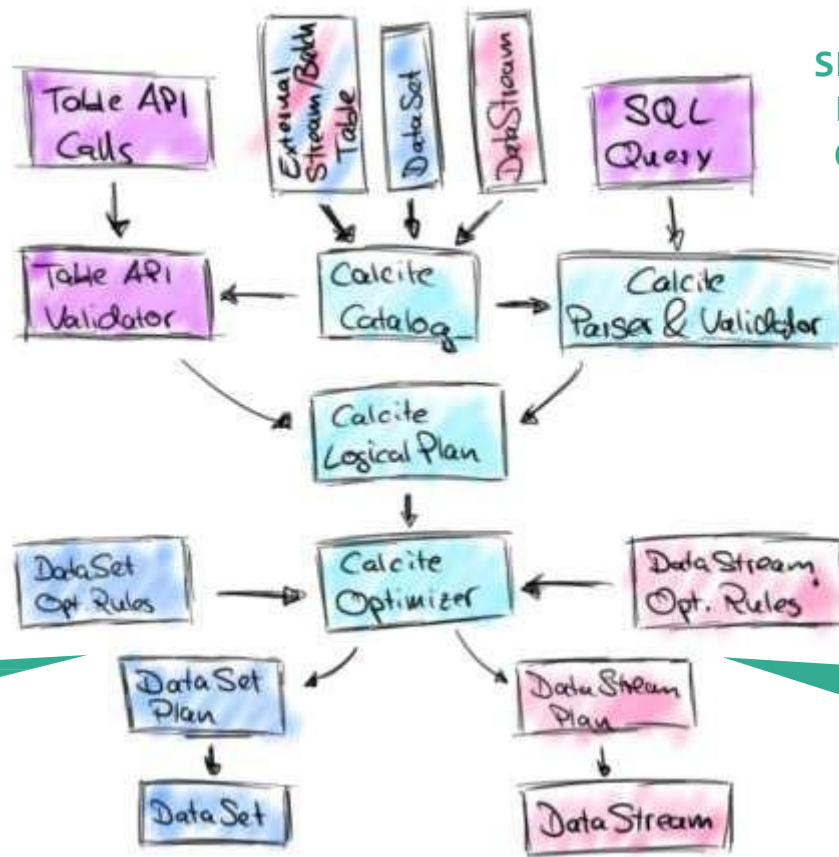 Table API
Calls
External
Stream/Batch
Table
DataSet
DataStream
SQL
Query
Table API
Validator
Calcite
Catalog
Calcite
Parser & Validator
Calcite
Logical Plan
DataSet
Opt. Rules
Calcite
Optimizer
DataStream
Opt. Rules
DataSet
Plan
DataStream
Plan
DataSet
DataStream